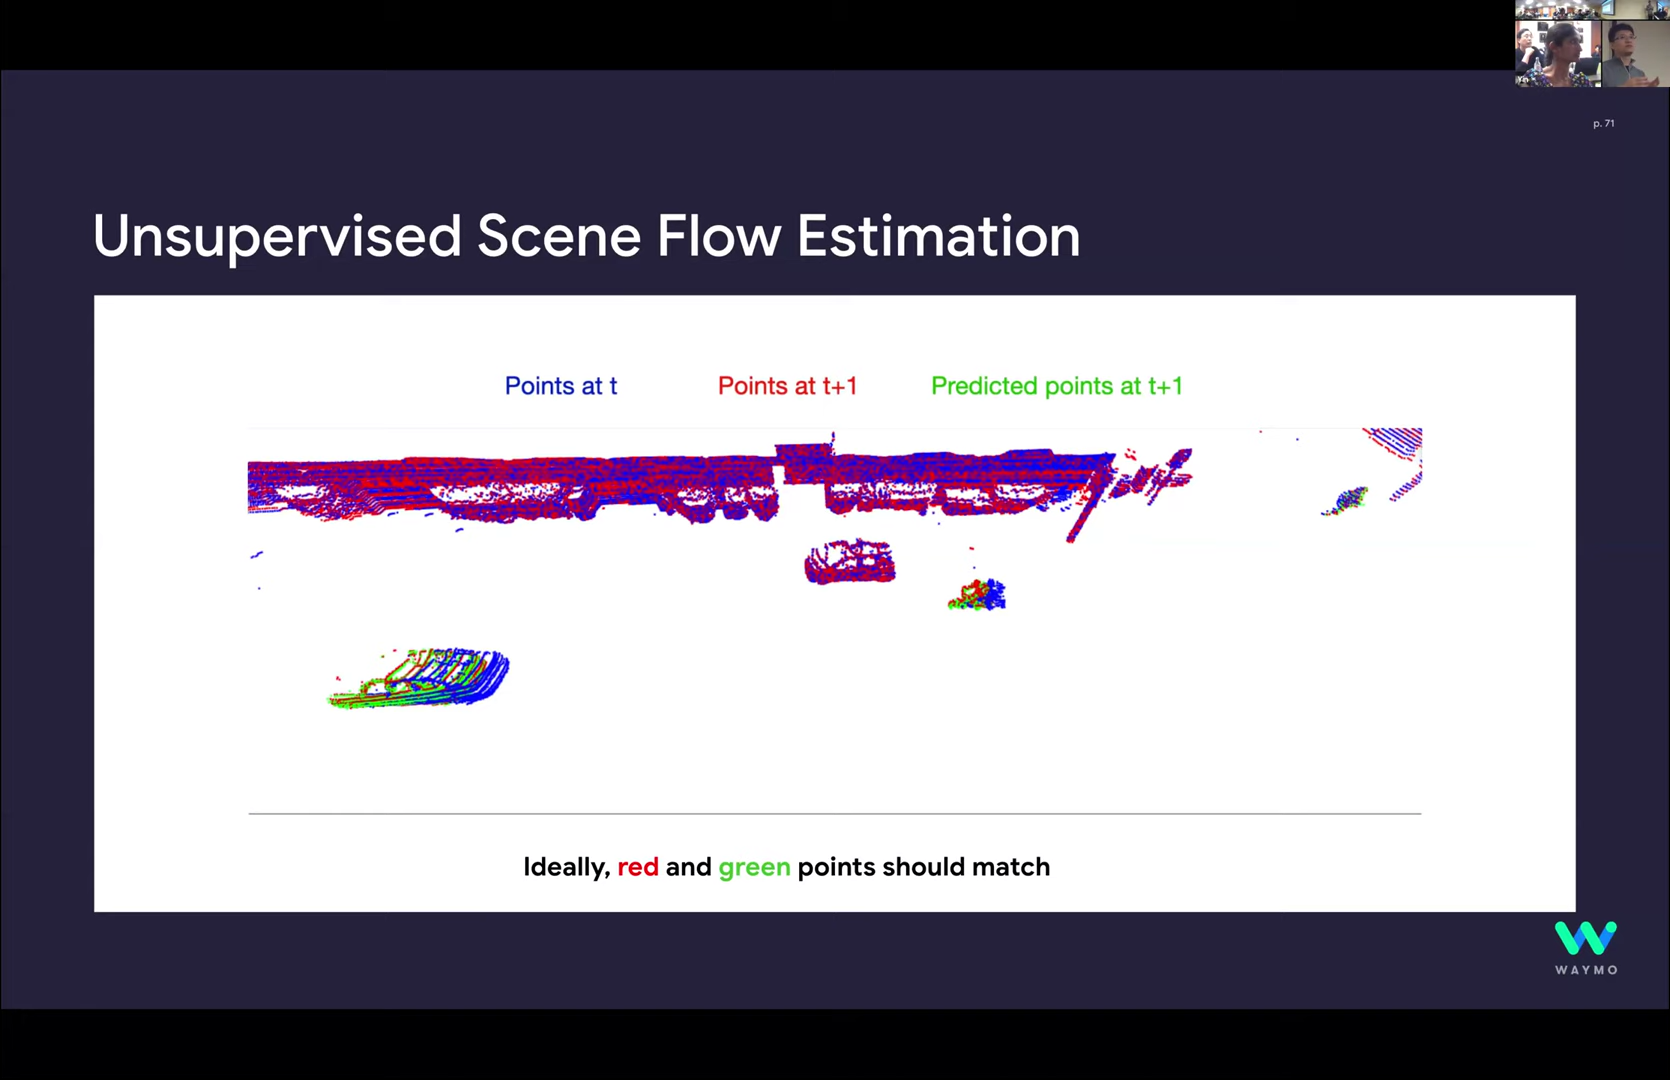 p. 71
Unsupervised Scene Flow Estimation
Points at t
Points at t+1
Predicted points at t+1
Ideally, red and green points should match
WAYMO